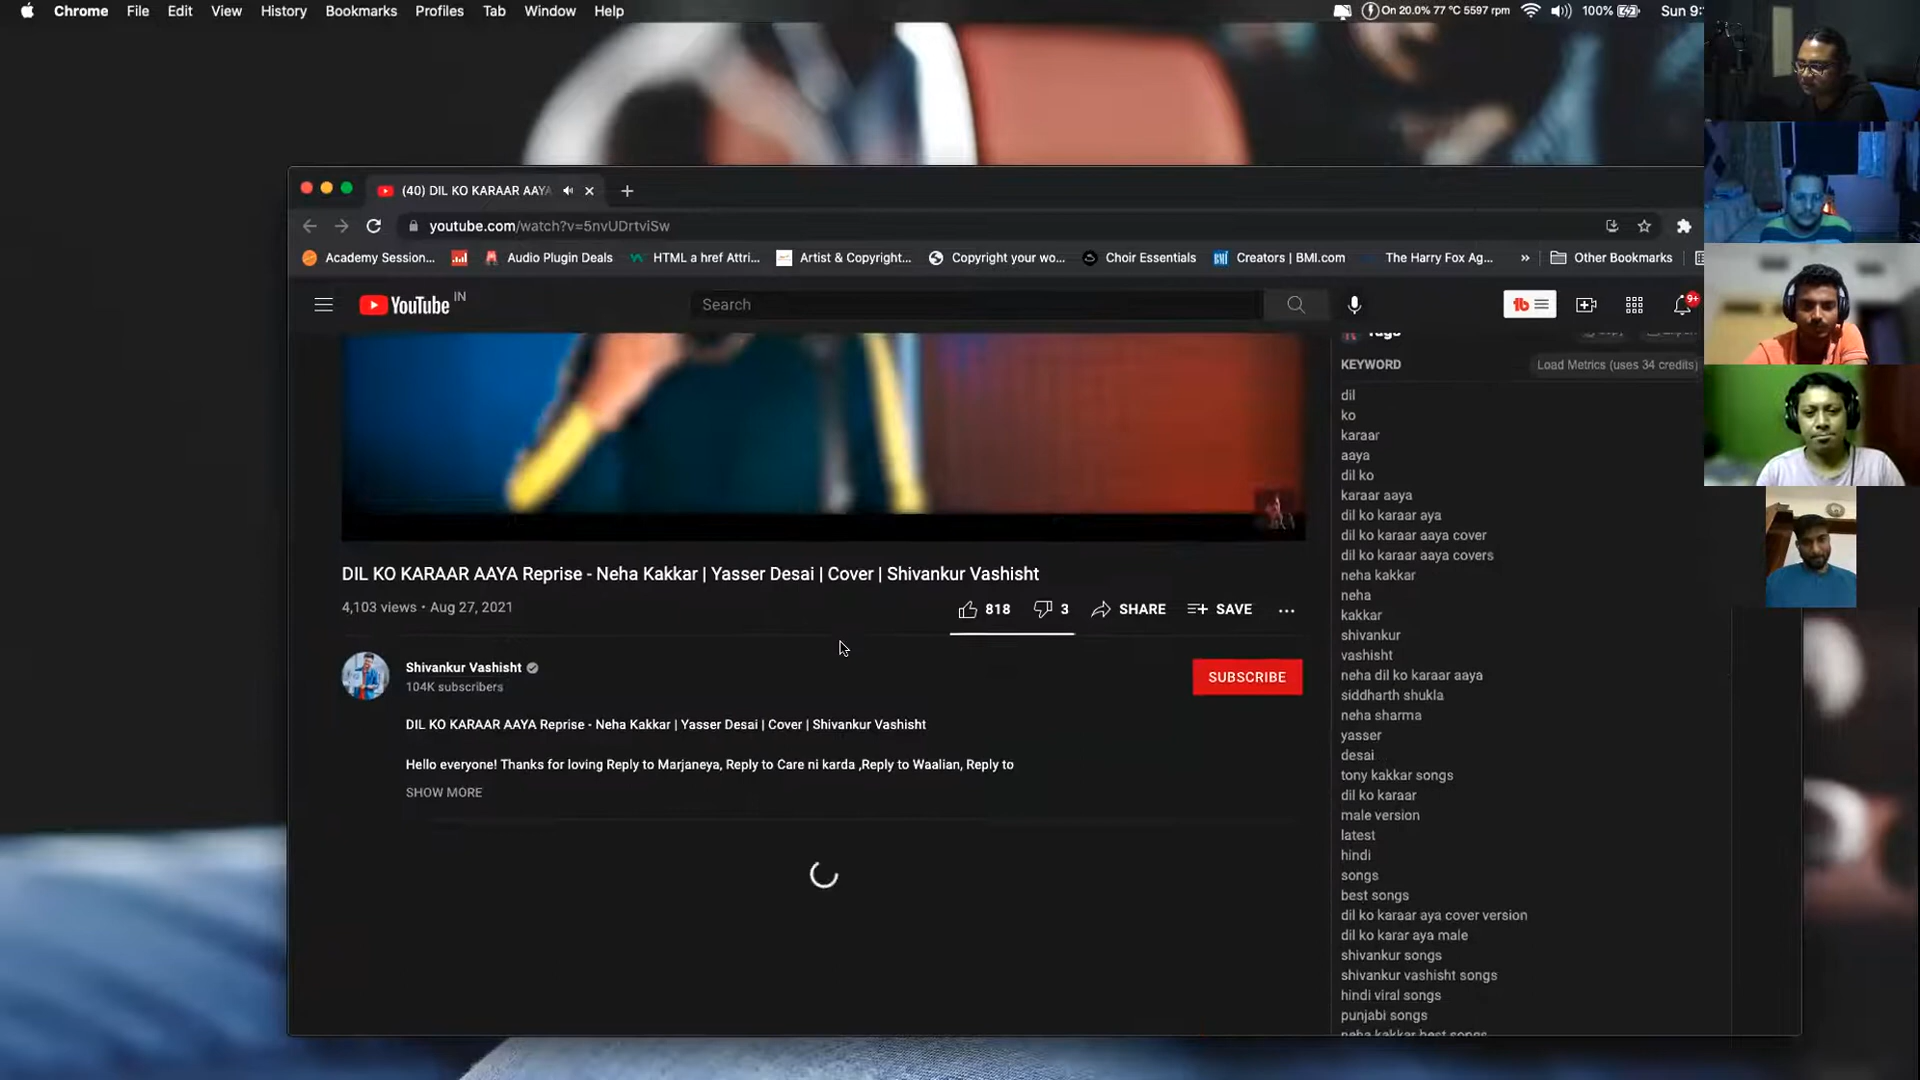 Chrome File Edit View History Bookmarks Profiles Tab Window Help
On 20.0% 77 °C 5597 rpm 100% Sun 9:
(40) DIL KO KARAAR AAYA
youtube.com/watch?v=5nvUDrtviSw
Academy Session... Audio Plugin Deals HTML a href Attri... Artist & Copyright... Copyright your wo... Choir Essentials Creators | BMI.com The Harry Fox Ag... » Other Bookmarks
YouTube IN
Search
9+
Tags
KEYWORD Load Metrics (uses 34 credits)
dil
ko
karaar
aaya
dil ko
karaar aaya
dil ko karaar aya
dil ko karaar aaya cover
dil ko karaar aaya covers
neha kakkar
neha
kakkar
shivankur
vashisht
neha dil ko karaar aaya
siddharth shukla
neha sharma
yasser
desai
tony kakkar songs
dil ko karaar
male version
latest
hindi
songs
best songs
dil ko karaar aya cover version
dil ko karar aya male
shivankur songs
shivankur vashisht songs
hindi viral songs
punjabi songs
neha kakkar best songs
DIL KO KARAAR AAYA Reprise - Neha Kakkar | Yasser Desai | Cover | Shivankur Vashisht
4,103 views • Aug 27, 2021
818 3 SHARE SAVE ...
Shivankur Vashisht
104K subscribers
SUBSCRIBE
DIL KO KARAAR AAYA Reprise - Neha Kakkar | Yasser Desai | Cover | Shivankur Vashisht
Hello everyone! Thanks for loving Reply to Marjaneya, Reply to Care ni karda ,Reply to Waalian, Reply to
SHOW MORE